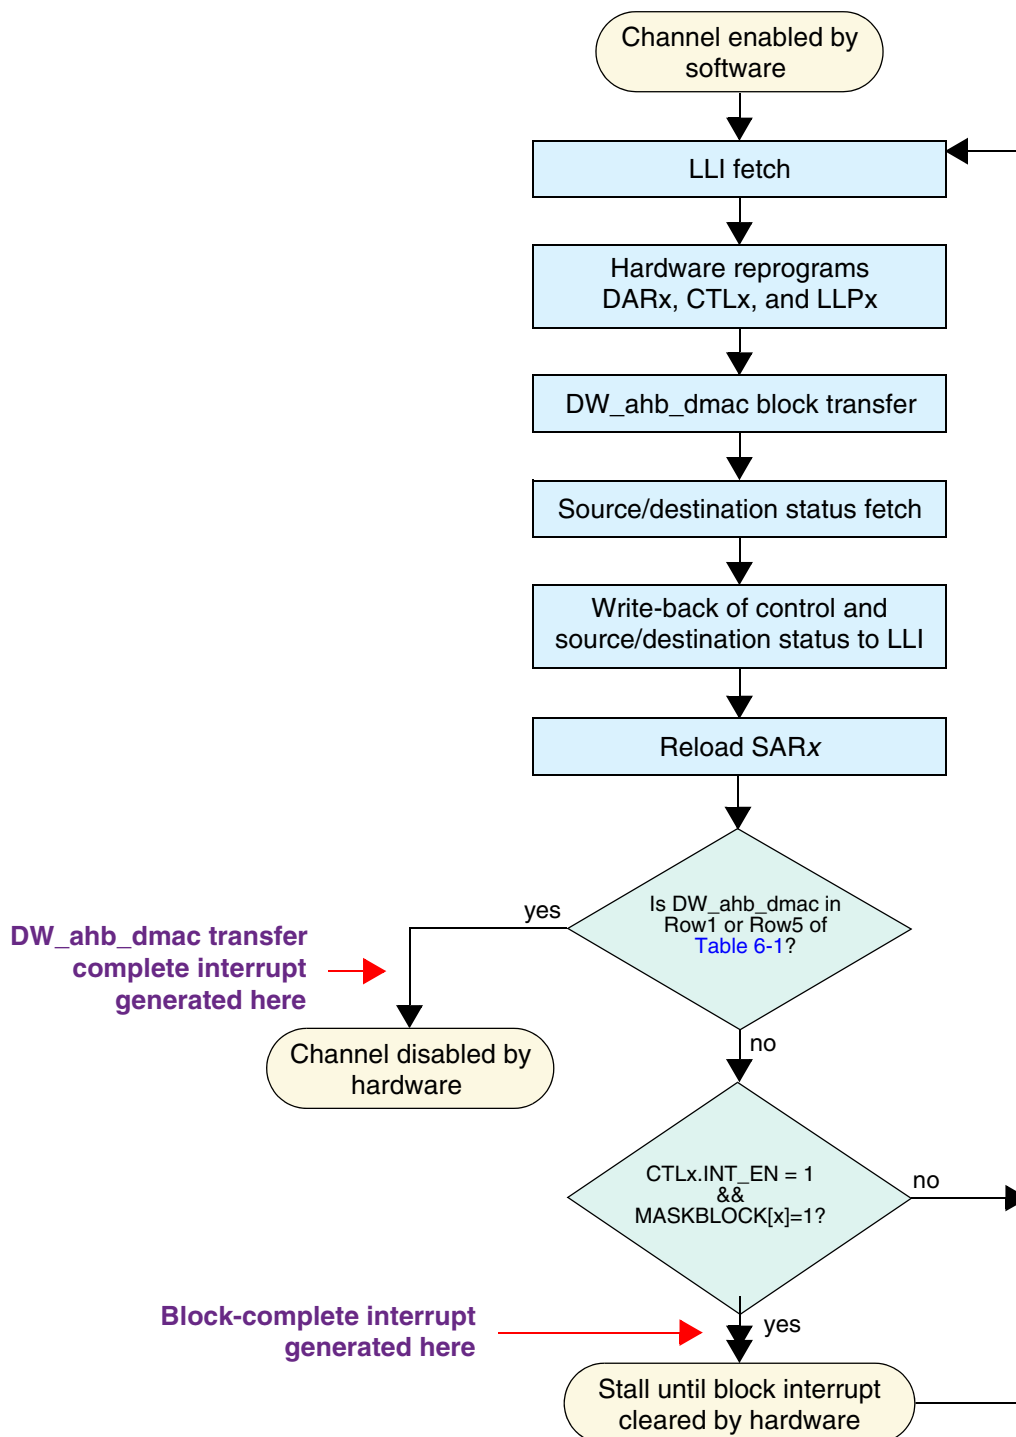 Channel enabled by
software
LLI fetch
Hardware reprograms
DARx, CTLx, and LLPx
DW_ahb_dmac block transfer
Source/destination status fetch
Write-back of control and
source/destination status to LLI
Reload SARx
Is DW_ahb_dmac in
Row1 or Row5 of
Table 6-1?
yes
DW_ahb_dmac transfer
complete interrupt
generated here
Channel disabled by
hardware
no
CTLx.INT_EN = 1
&&
MASKBLOCK[x]=1?
no
Block-complete interrupt
generated here
yes
Stall until block interrupt
cleared by hardware